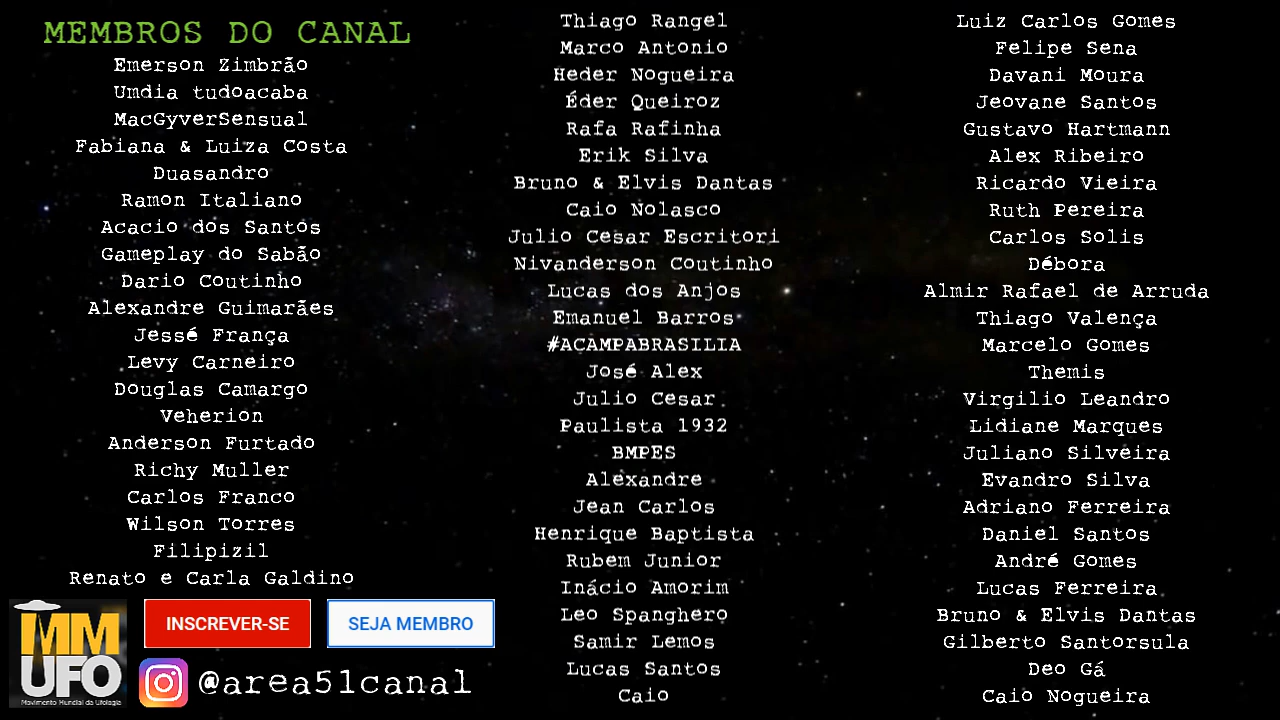 MEMBROS DO CANAL
Emerson Zimbrão
Umdia tudoacaba
MacGyverSensual
Fabiana & Luiza Costa
Duasandro
Ramon Italiano
Acacio dos Santos
Gameplay do Sabão
Dario Coutinho
Alexandre Guimarães
Jessé França
Levy Carneiro
Douglas Camargo
Veherion
Anderson Furtado
Richy Muller
Carlos Franco
Wilson Torres
Filipizil
Renato e Carla Galdino
MM
UFO
Movimento Mundial da Ufologia
INSCREVER-SE
SEJA MEMBRO
@area51canal
Thiago Rangel
Marco Antonio
Heder Nogueira
Éder Queiroz
Rafa Rafinha
Erik Silva
Bruno & Elvis Dantas
Caio Nolasco
Julio Cesar Escritori
Nivanderson Coutinho
Lucas dos Anjos
Emanuel Barros
#ACAMPABRASILIA
José Alex
Julio Cesar
Paulista 1932
BMPES
Alexandre
Jean Carlos
Henrique Baptista
Rubem Junior
Inácio Amorim
Leo Spanghero
Samir Lemos
Lucas Santos
Caio
Luiz Carlos Gomes
Felipe Sena
Davani Moura
Jeovane Santos
Gustavo Hartmann
Alex Ribeiro
Ricardo Vieira
Ruth Pereira
Carlos Solis
Débora
Almir Rafael de Arruda
Thiago Valença
Marcelo Gomes
Themis
Virgilio Leandro
Lidiane Marques
Juliano Silveira
Evandro Silva
Adriano Ferreira
Daniel Santos
André Gomes
Lucas Ferreira
Bruno & Elvis Dantas
Gilberto Santorsula
Deo Gá
Caio Nogueira